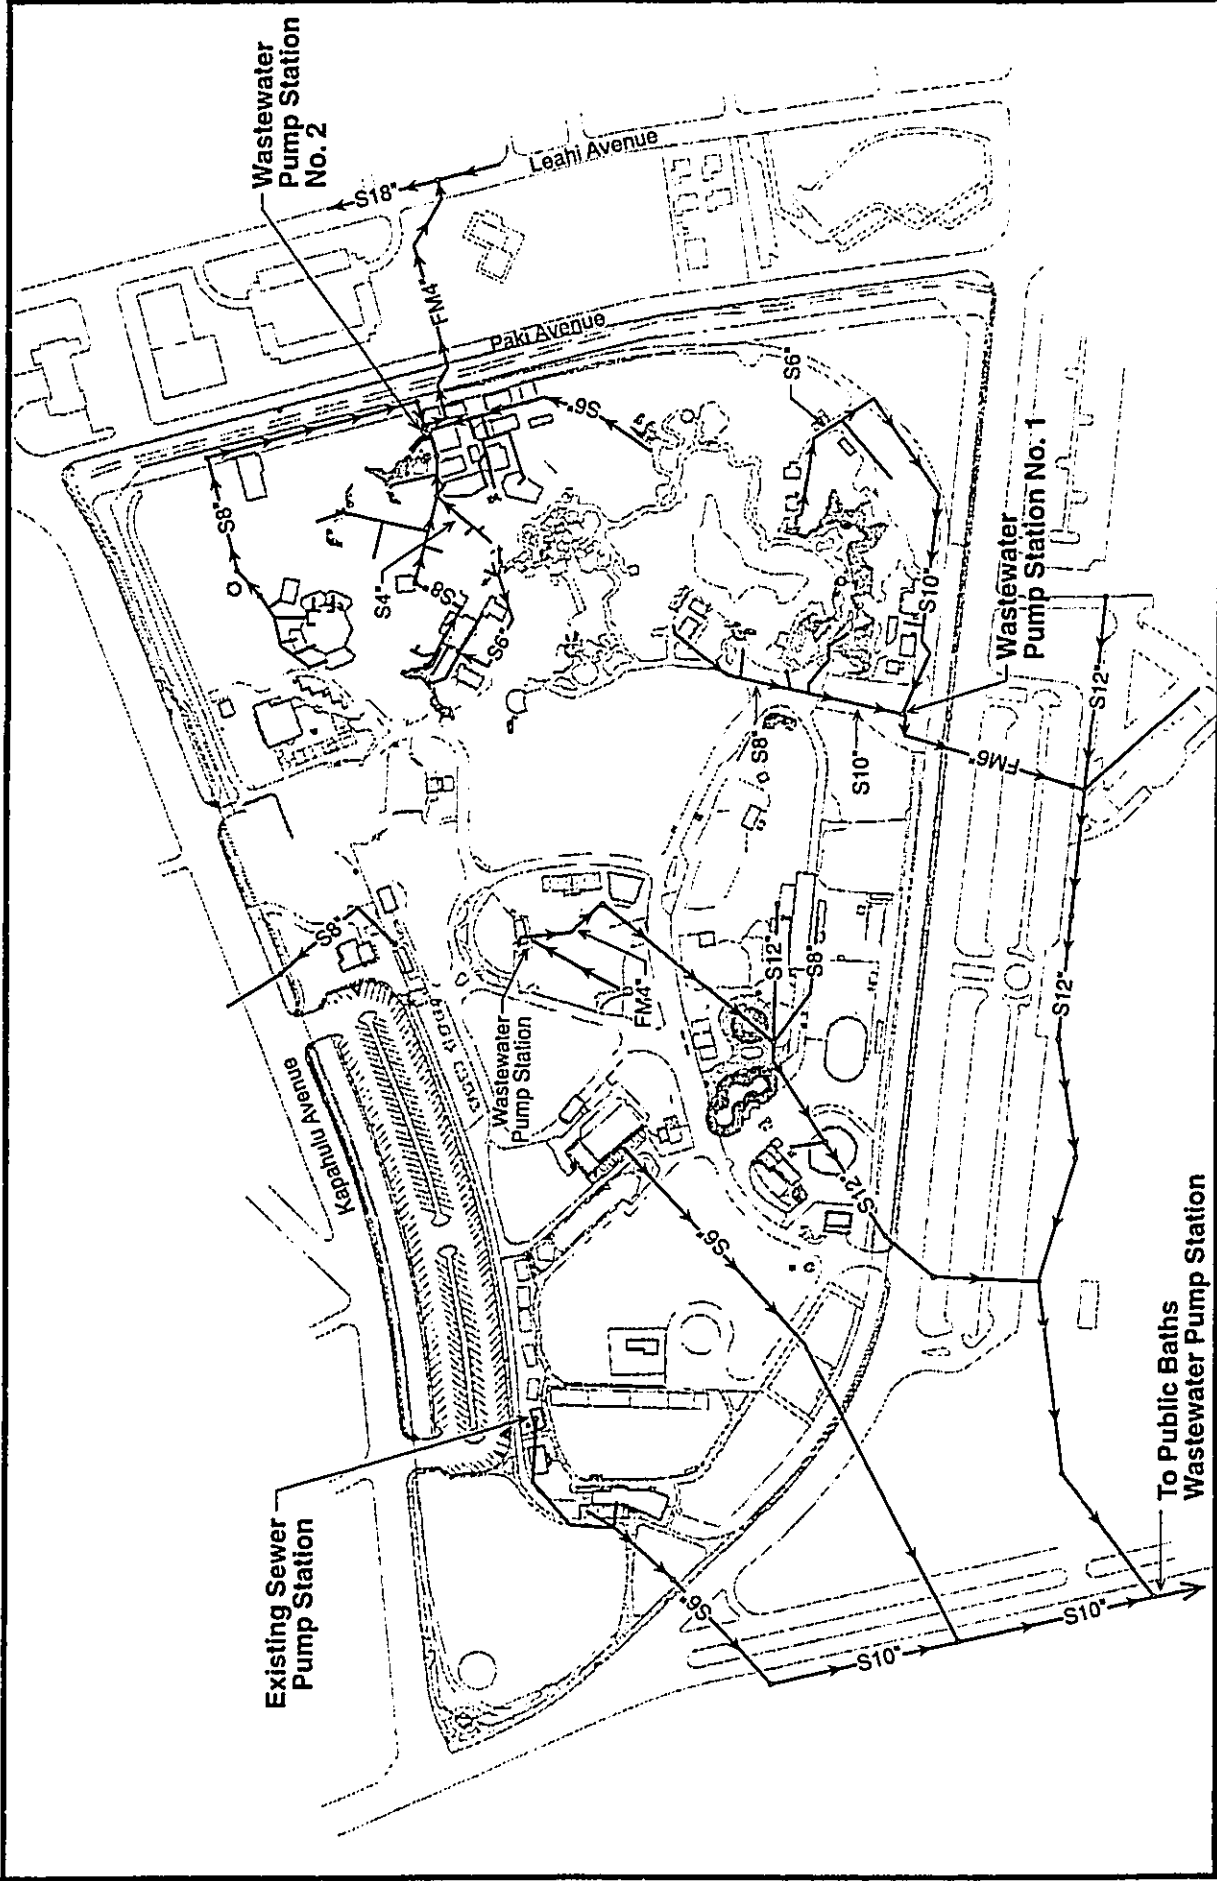 Wastewater
Pump Station
No. 2
S18"
Leahi Avenue
FM4"
Paki Avenue
S8"
S6"
S6"
S4"
S8"
S6"
S10"
Wastewater
Pump Station No. 1
S12"
S8"
S10"
FM6"
S8"
Kapahulu Avenue
Wastewater
Pump Station
FM4"
S12"
S8"
S12"
S12"
S6"
Existing Sewer
Pump Station
S6"
S10"
S10"
To Public Baths
Wastewater Pump Station